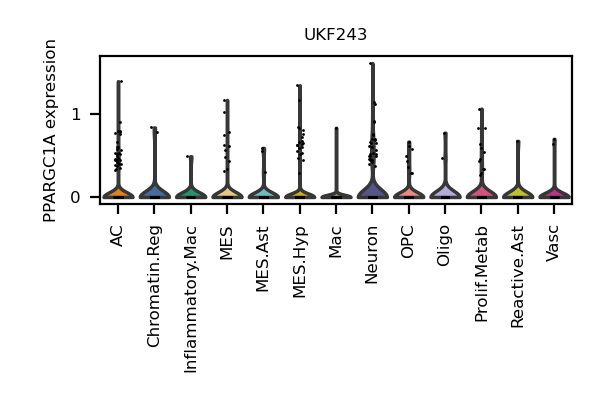 UKF243
PPARGC1A expression
1
0
AC
Chromatin.Reg
Inflammatory.Mac
MES
MES.Ast
MES.Hyp
Mac
Neuron
OPC
Oligo
Prolif.Metab
Reactive.Ast
Vasc